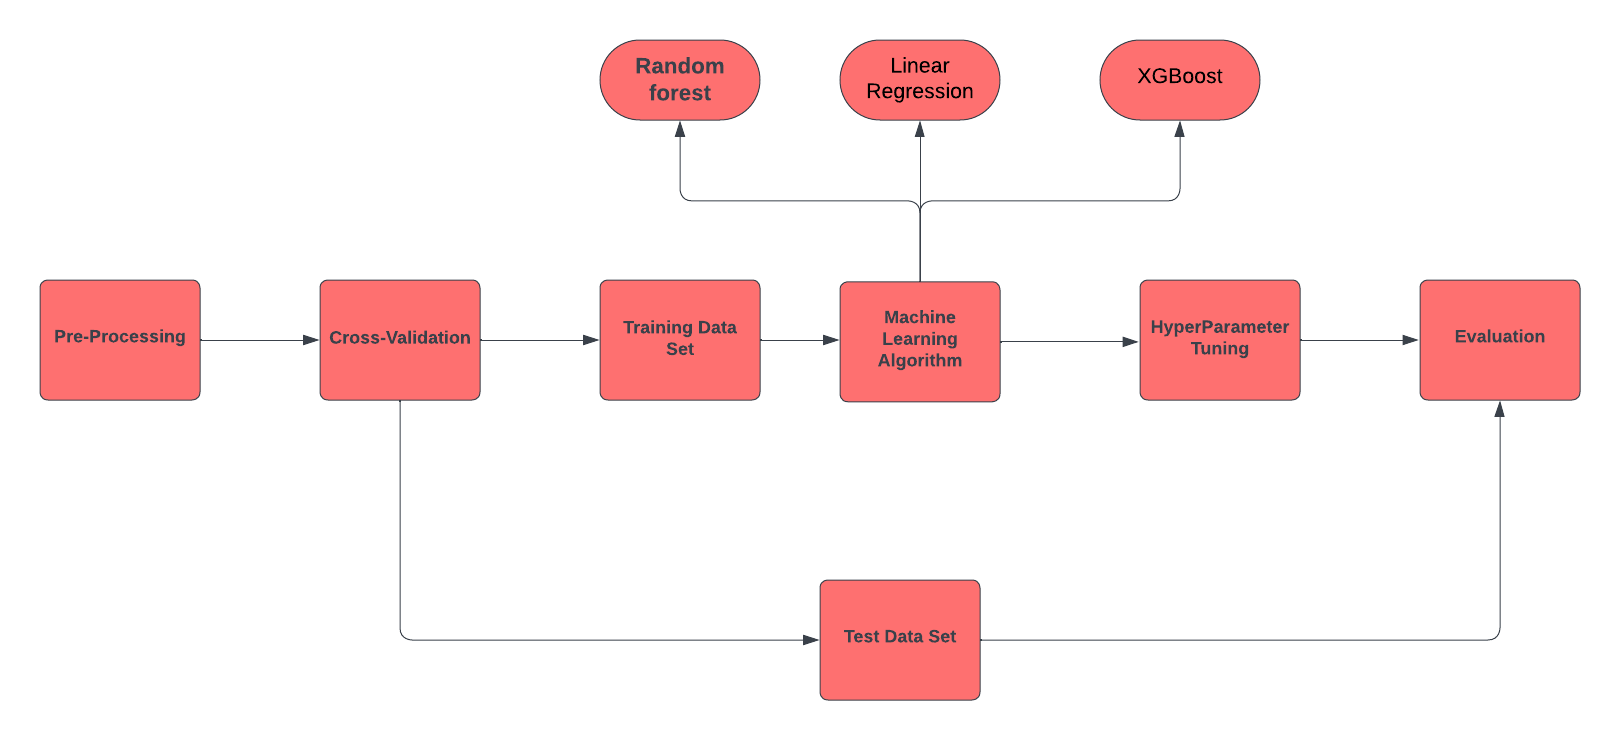 Random
forest
Linear
Regression
XGBoost
Pre-Processing
Cross-Validation
Training Data
Set
Machine
Learning
Algorithm
HyperParameter
Tuning
Evaluation
Test Data Set